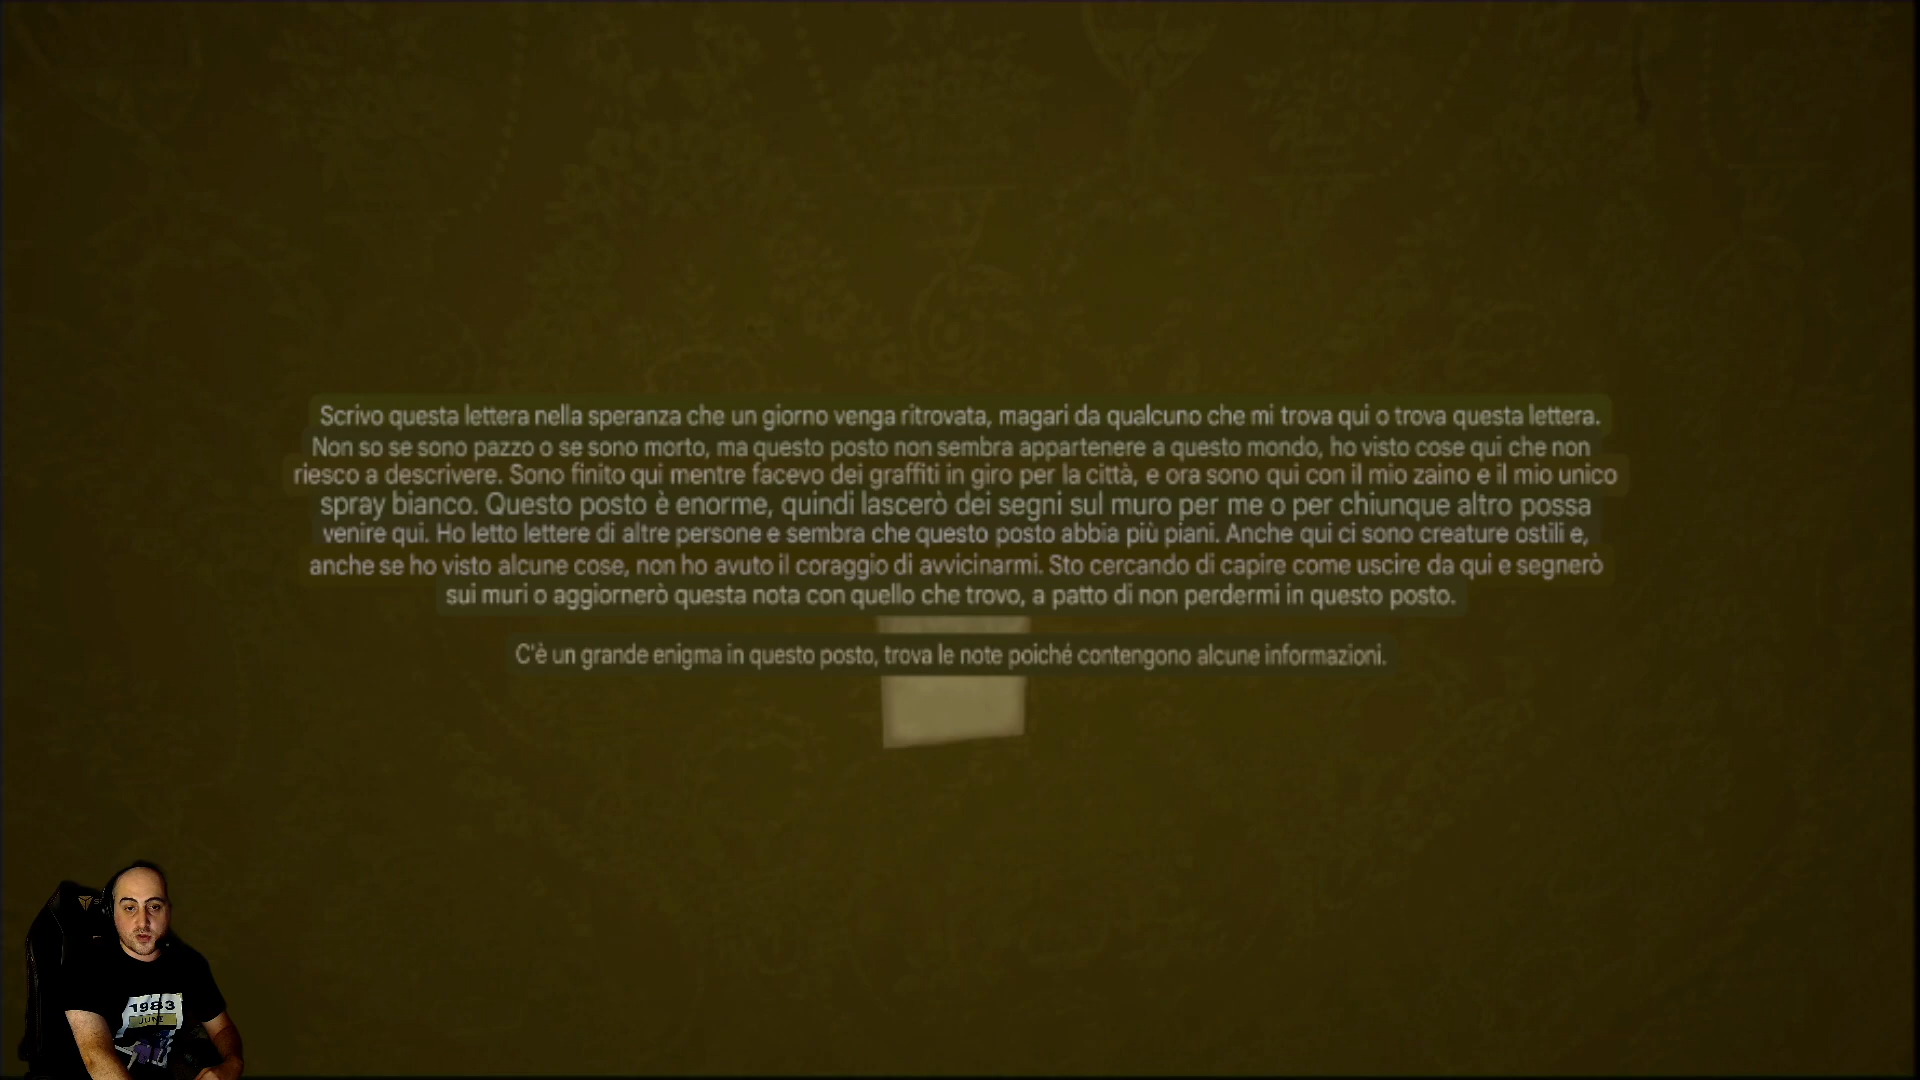 Scrivo questa lettera nella speranza che un giorno venga ritrovata, magari da qualcuno che mi trova qui o trova questa lettera.
Non so se sono pazzo o se sono morto, ma questo posto non sembra appartenere a questo mondo, ho visto cose qui che non
riesco a descrivere. Sono finito qui mentre facevo dei graffiti in giro per la città, e ora sono qui con il mio zaino e il mio unico
spray bianco. Questo posto è enorme, quindi lascerò dei segni sul muro per me o per chiunque altro possa
venire qui. Ho letto lettere di altre persone e sembra che questo posto abbia più piani. Anche qui ci sono creature ostili e,
anche se ho visto alcune cose, non ho avuto il coraggio di avvicinarmi. Sto cercando di capire come uscire da qui e segnerò
sui muri o aggiornerò questa nota con quello che trovo, a patto di non perdermi in questo posto.
C'è un grande enigma in questo posto, trova le note poiché contengono alcune informazioni.
1983
JUNE